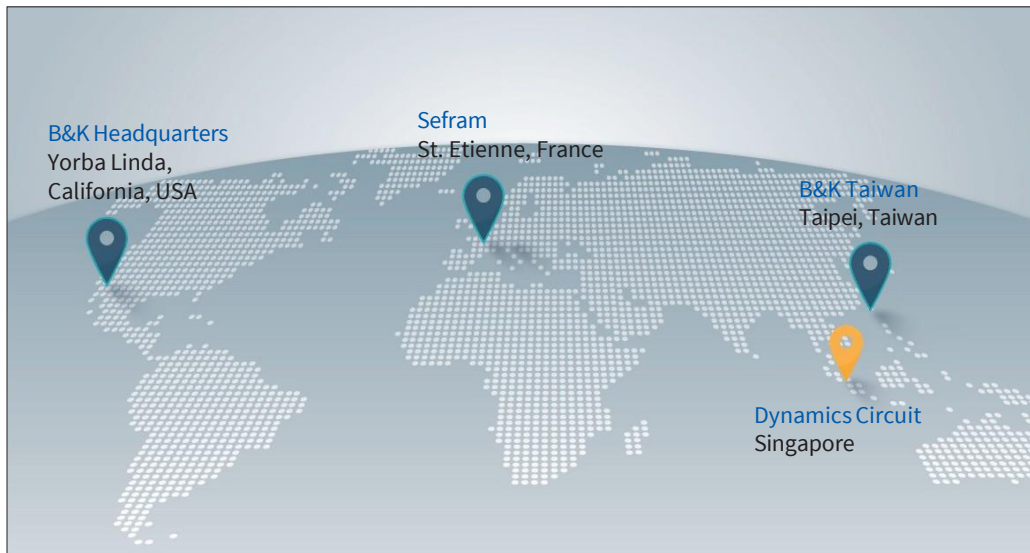 B&K Headquarters
Yorba Linda,
California, USA
Sefram
St. Etienne, France
B&K Taiwan
Taipei, Taiwan
Dynamics Circuit
Singapore